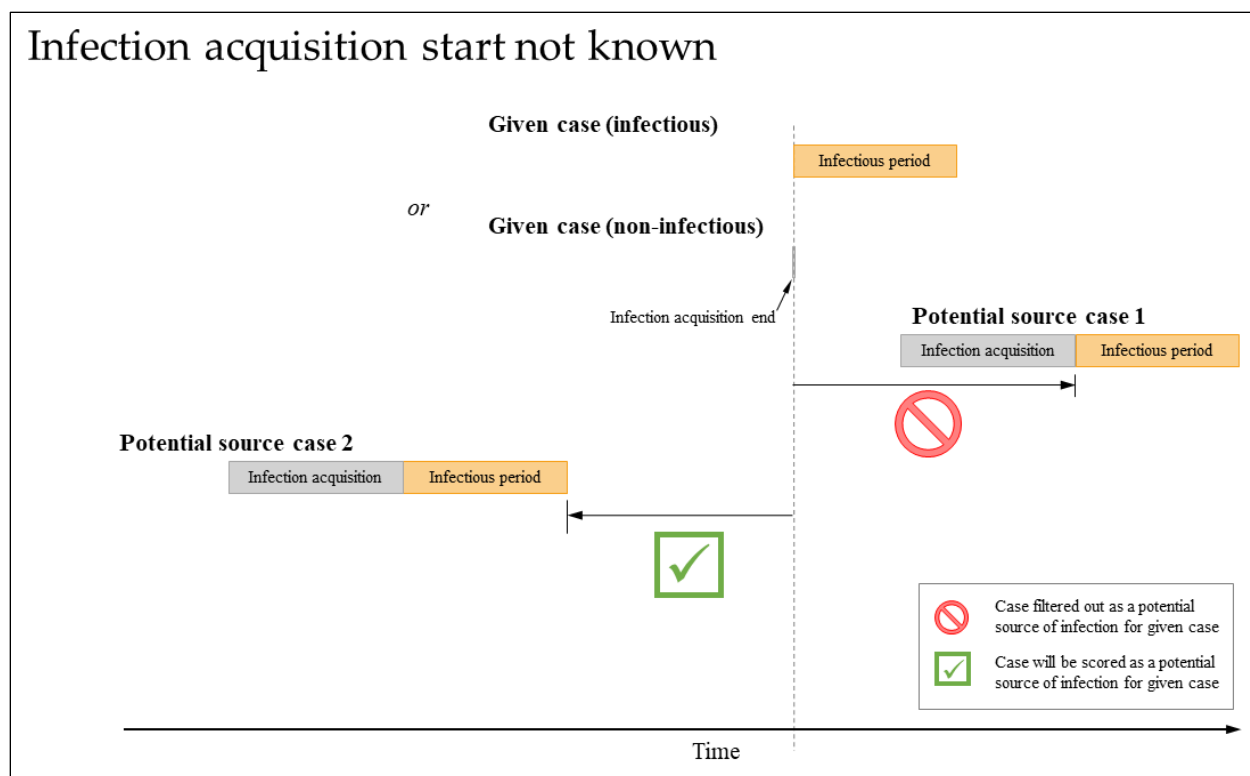 Infection acquisition start not known
Given case (infectious)
Infectious period
or
Given case (non-infectious)
Infection acquisition end
Potential source case 1
Infection acquisition
Infectious period
Potential source case 2
Infection acquisition
Infectious period
Case filtered out as a potential
source of infection for given case
Case will be scored as a potential
source of infection for given case
Time